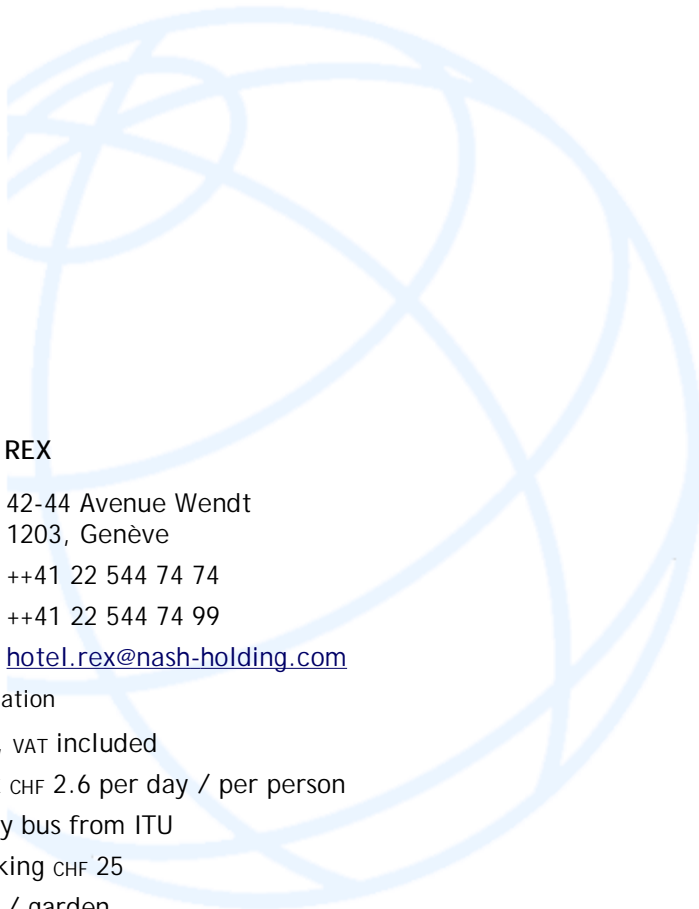 REX
42-44 Avenue Wendt
1203, Genève
++41 22 544 74 74
++41 22 544 74 99
hotel.rex@nash-holding.com
ation
, VAT included
CHF 2.6 per day / per person
y bus from ITU
king CHF 25
/ garden